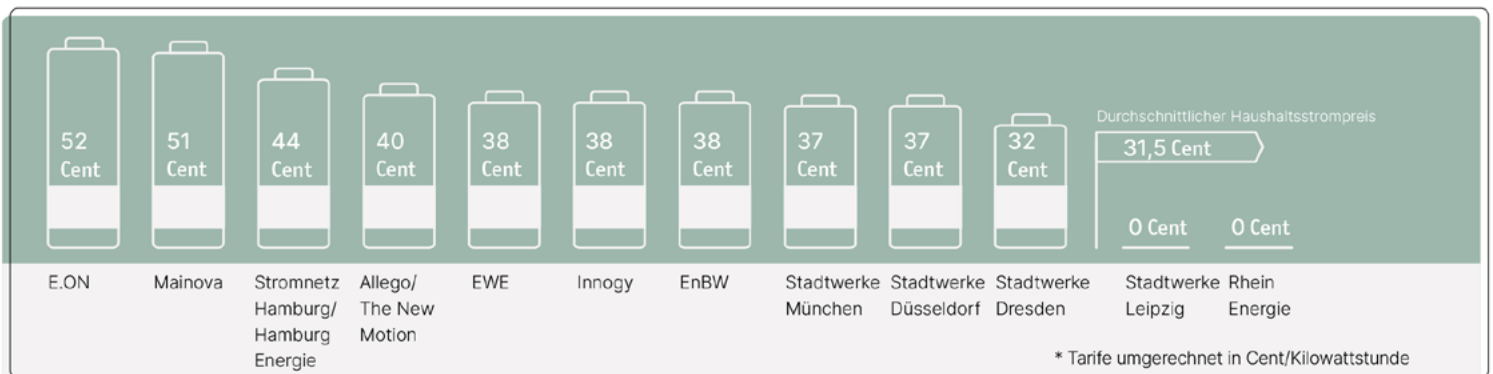 52
Cent
51
Cent
44
Cent
40
Cent
38
Cent
38
Cent
38
Cent
37
Cent
37
Cent
32
Cent
Durchschnittlicher Haushaltsstrompreis
31,5 Cent
0 Cent
0 Cent
E.ON
Mainova
Stromnetz
Hamburg/
Hamburg
Energie
Allego/
The New
Motion
EWE
Innogy
EnBW
Stadtwerke
München
Stadtwerke
Düsseldorf
Stadtwerke
Dresden
Stadtwerke
Leipzig
Rhein
Energie
* Tarife umgerechnet in Cent/Kilowattstunde